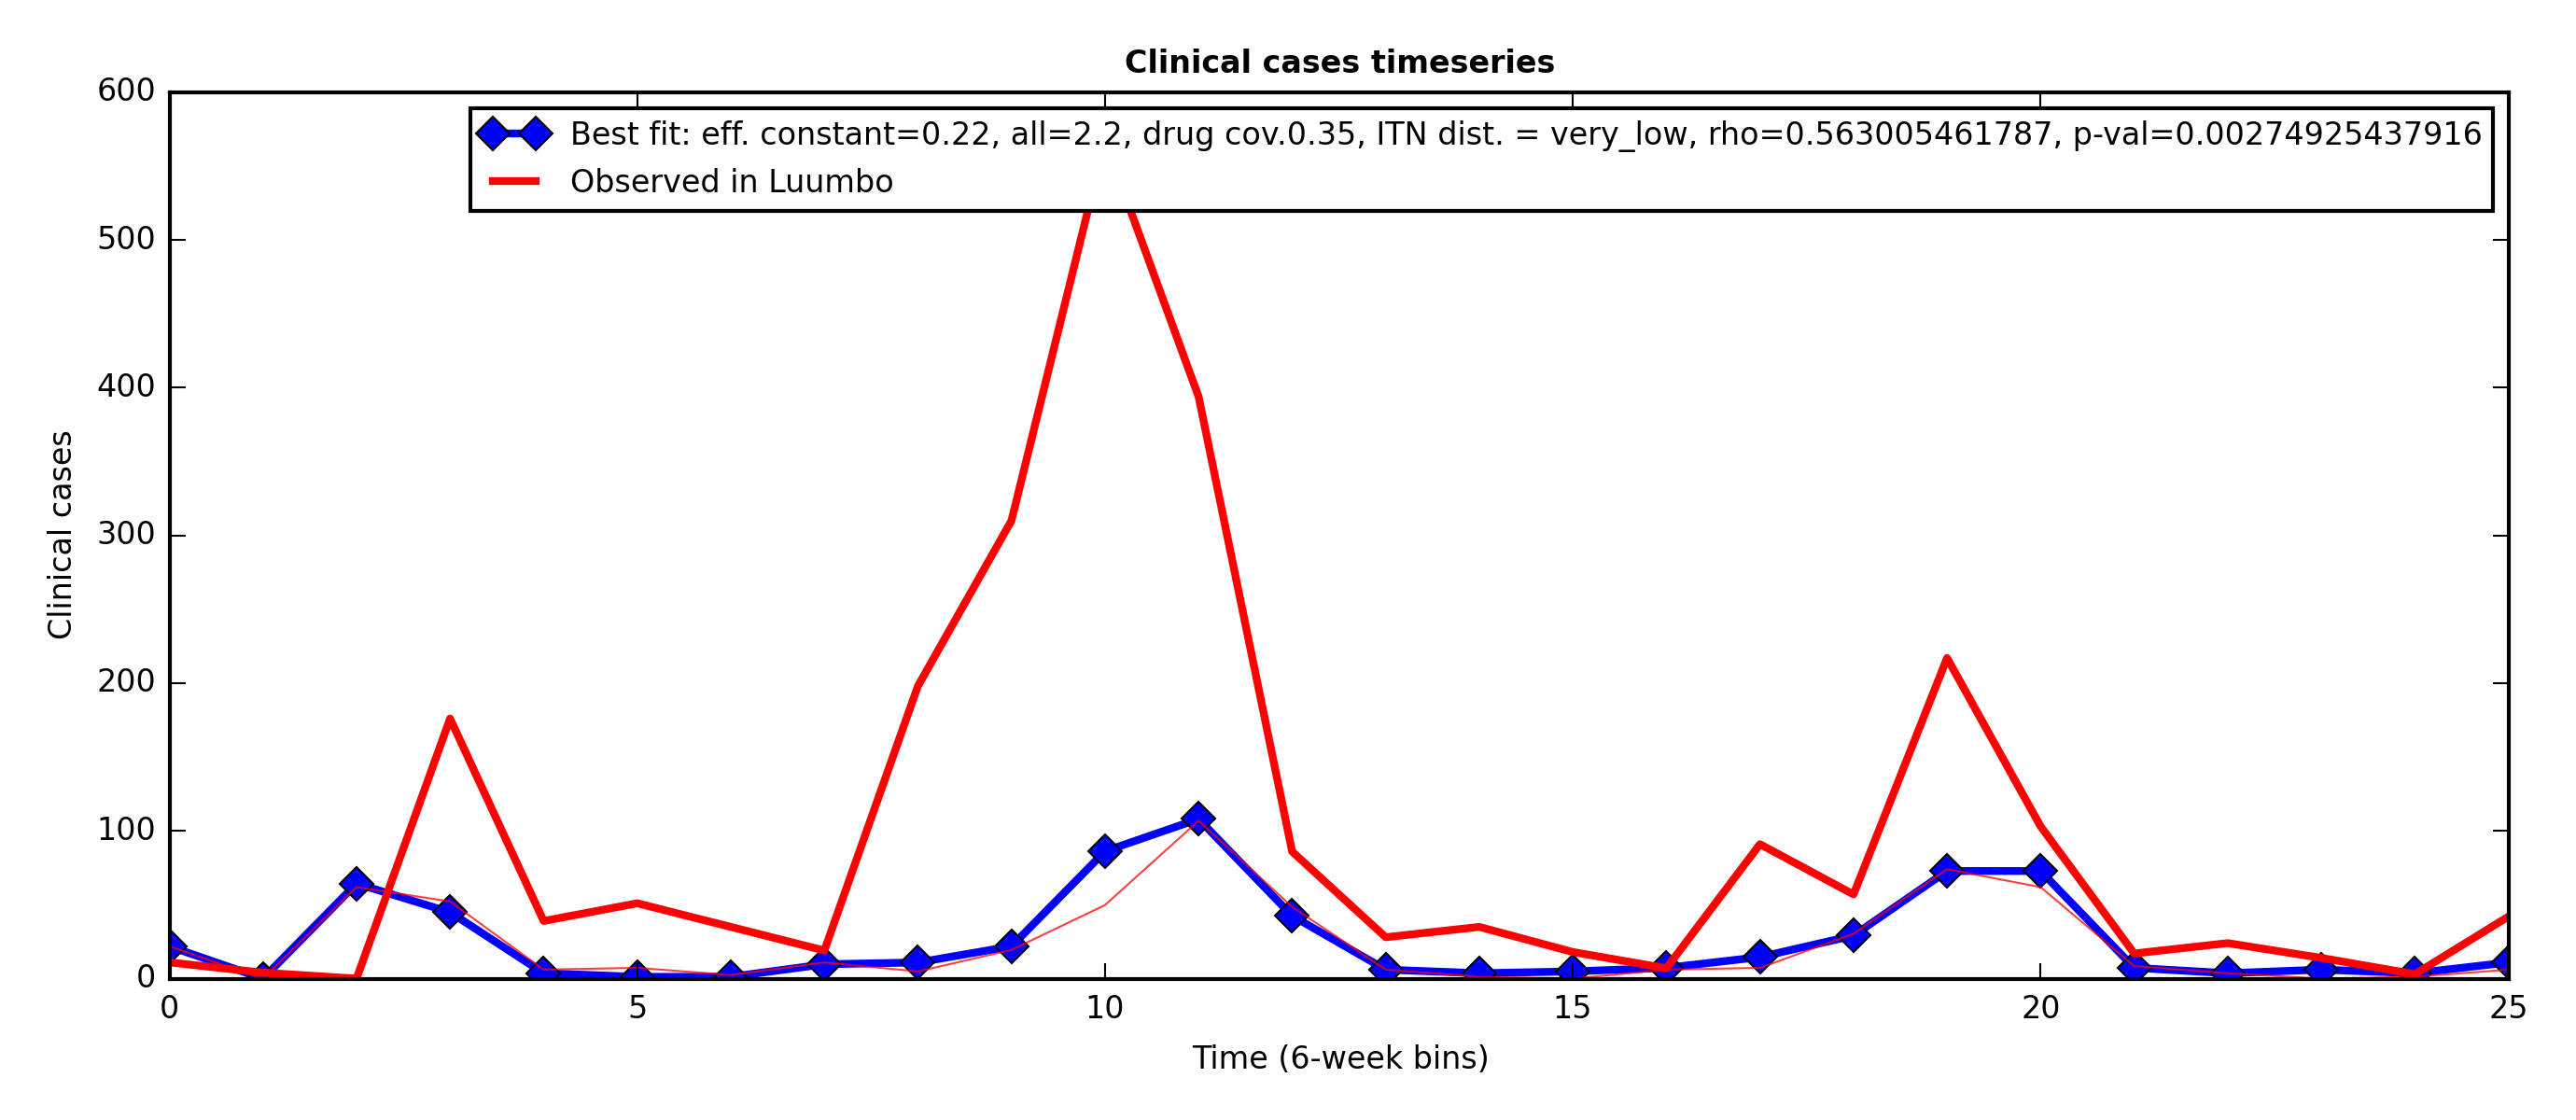 Clinical cases timeseries
600
500
400
300
200
100
0
Clinical cases
Best fit: eff. constant=0.22, all=2.2, drug cov.0.35, ITN dist. = very_low, rho=0.563005461787, p-val=0.00274925437916
Observed in Luumbo
0 5 10 15 20 25
Time (6-week bins)